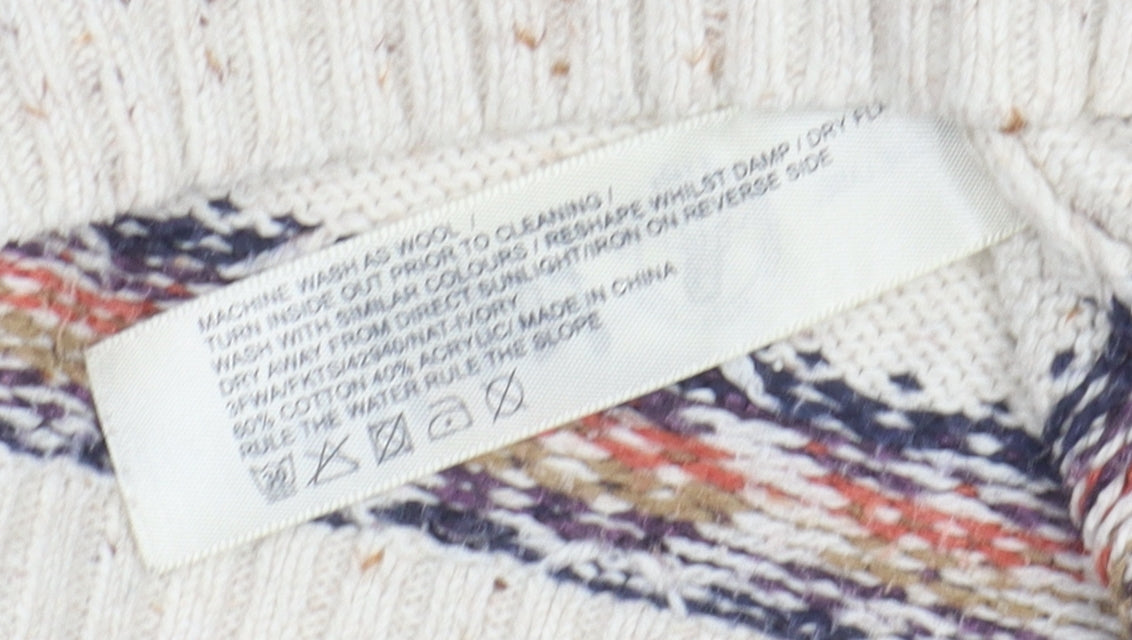 MACHINE WASH AS WOOL /
TURN INSIDE OUT PRIOR TO CLEANING /
WASH WITH SIMILAR COLOURS / RESHAPE WHILST DAMP / DRY
DRY AWAY FROM DIRECT SUNLIGHT/IRON ON REVERSE SIDE
3FWA/FKTS/42940/NAT-IVORY
60% COTTON 40% ACRYLIC/ MADE IN CHINA
RULE THE WATER RULE THE SLOPE
30